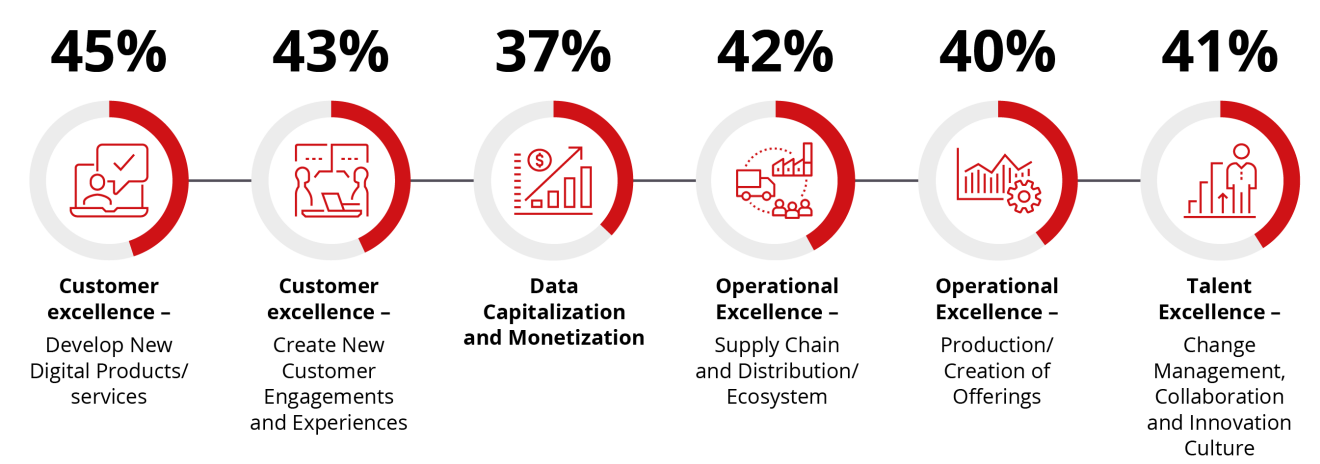 45%
43%
37%
42%
40%
41%
$
Customer
excellence –
Develop New
Digital Products/
services
Customer
excellence –
Create New
Customer
Engagements
and Experiences
Data
Capitalization
and Monetization
Operational
Excellence –
Supply Chain
and Distribution/
Ecosystem
Operational
Excellence –
Production/
Creation of
Offerings
Talent
Excellence –
Change
Management,
Collaboration
and Innovation
Culture